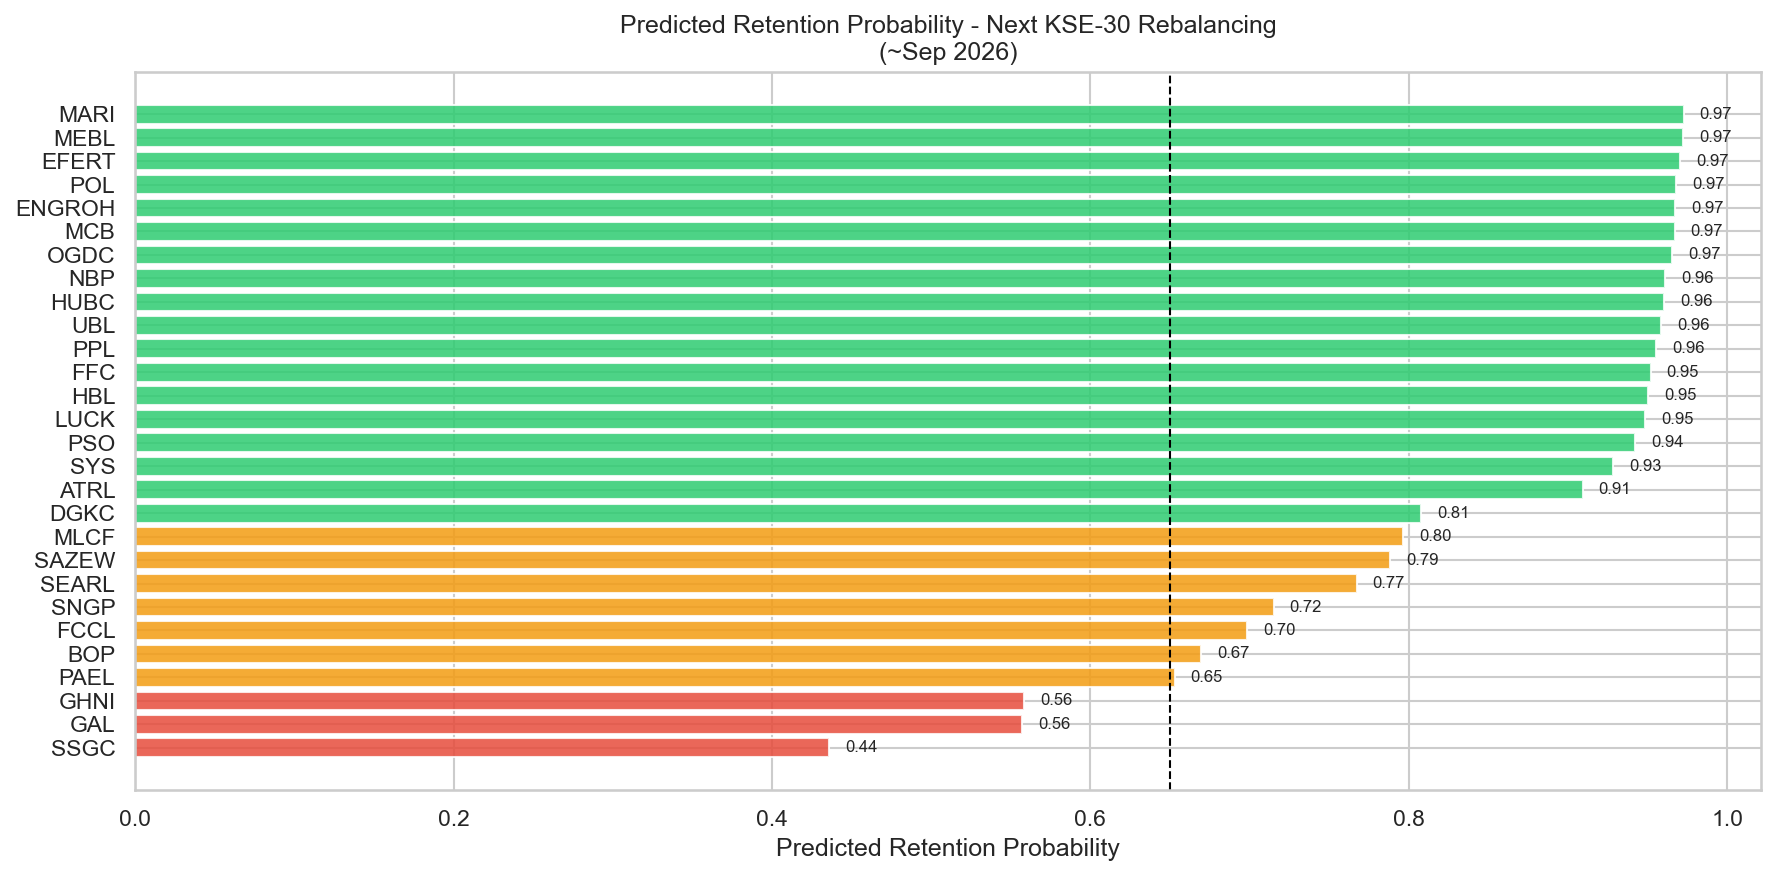 Predicted Retention Probability - Next KSE-30 Rebalancing
(~Sep 2026)
MARI 0.97
MEBL 0.97
EFERT 0.97
POL 0.97
ENGROH 0.97
MCB 0.97
OGDC 0.97
NBP 0.96
HUBC 0.96
UBL 0.96
PPL 0.96
FFC 0.95
HBL 0.95
LUCK 0.95
PSO 0.94
SYS 0.93
ATRL 0.91
DGKC 0.81
MLCF 0.80
SAZEW 0.79
SEARL 0.77
SNGP 0.72
FCCL 0.70
BOP 0.67
PAEL 0.65
GHNI 0.56
GAL 0.56
SSGC 0.44
0.0 0.2 0.4 0.6 0.8 1.0
Predicted Retention Probability